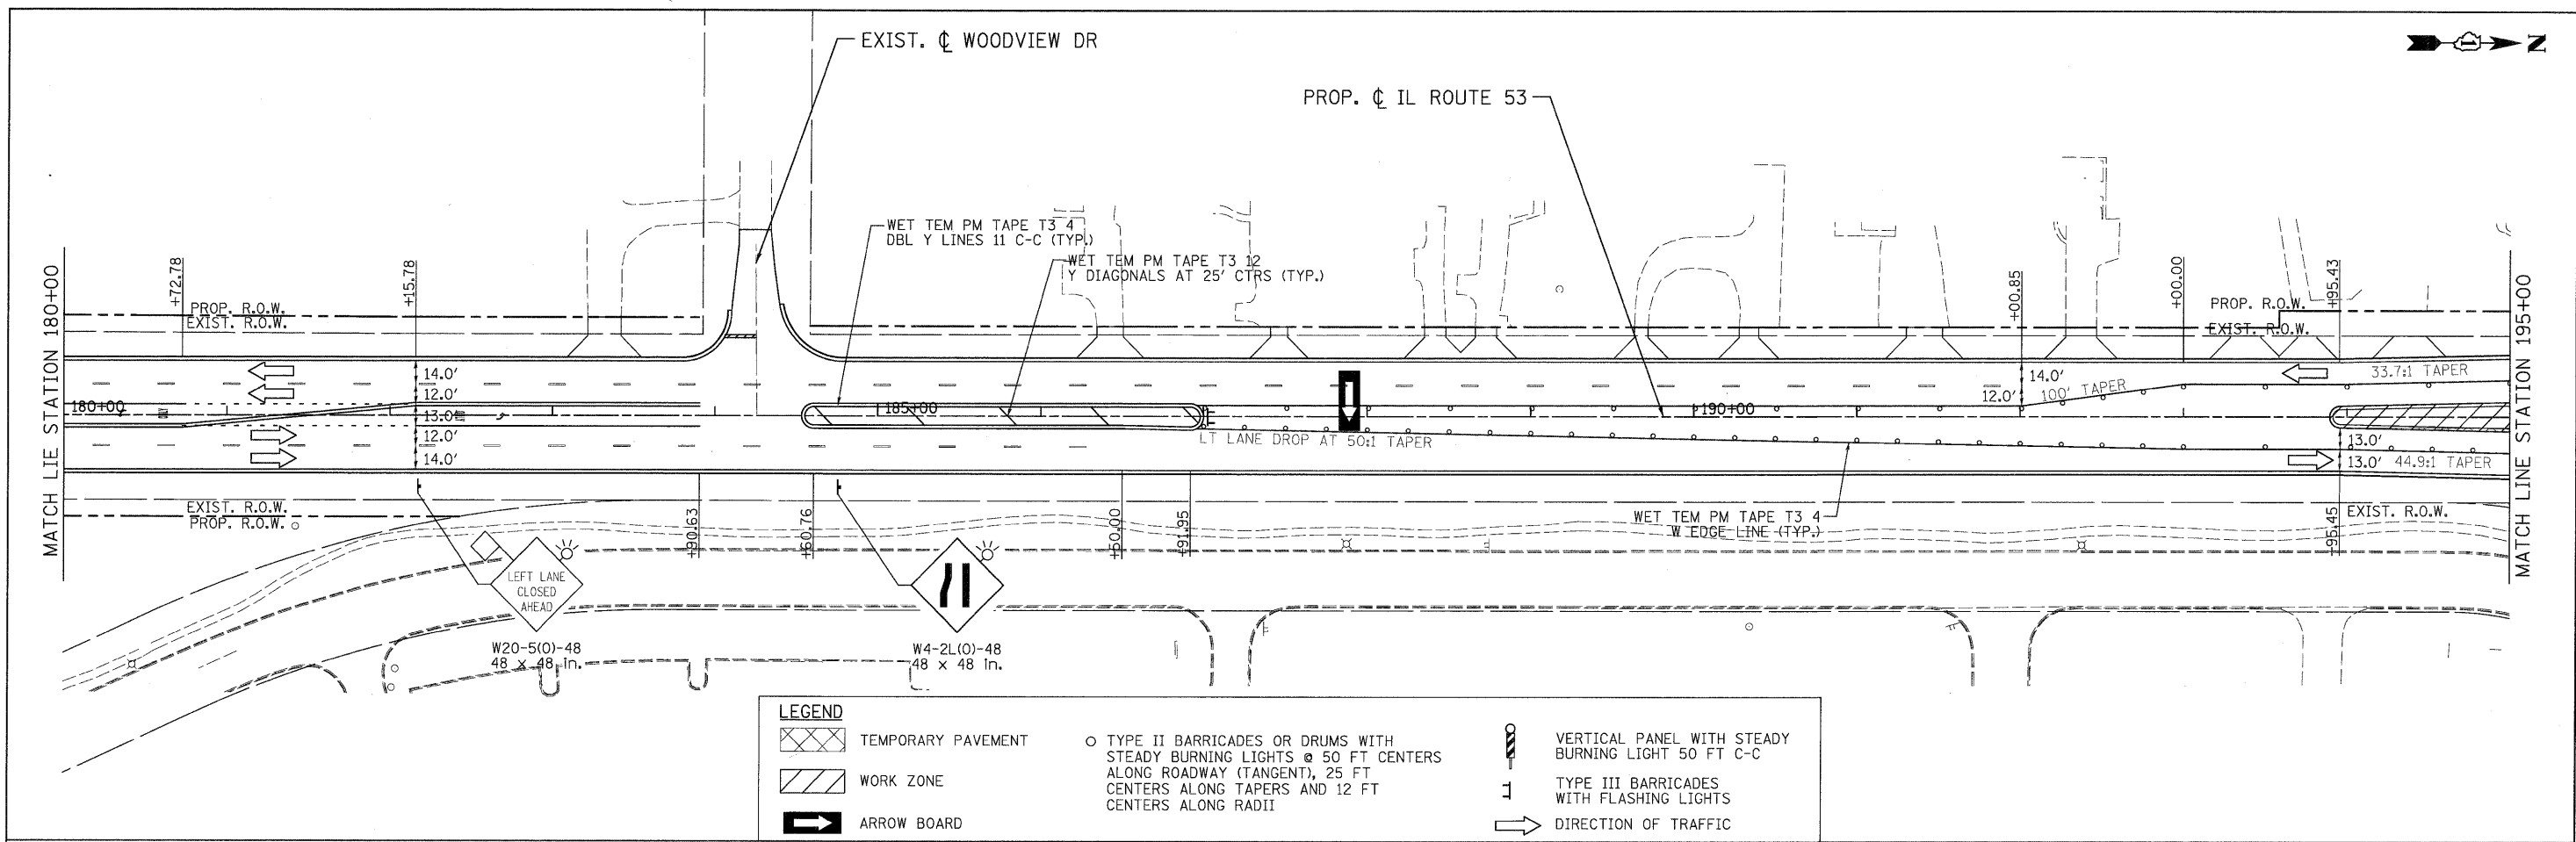 EXIST. ℄ WOODVIEW DR
N
PROP. ℄ IL ROUTE 53
WET TEM PM TAPE T3 4
DBL Y LINES 11 C-C (TYP.)
WET TEM PM TAPE T3 12
Y DIAGONALS AT 25' CTRS (TYP.)
MATCH LIE STATION 180+00
+72.78
+15.78
+00.85
+00.00
+95.43
MATCH LINE STATION 195+00
PROP. R.O.W.
EXIST. R.O.W.
PROP. R.O.W.
EXIST. R.O.W.
14.0'
12.0'
13.0'
12.0'
14.0'
180+00
185+00
190+00
14.0'
12.0'
100' TAPER
33.7:1 TAPER
LT LANE DROP AT 50:1 TAPER
13.0'
13.0'
44.9:1 TAPER
EXIST. R.O.W.
PROP. R.O.W.
+90.63
+60.76
+50.00
+91.95
WET TEM PM TAPE T3 4
W EDGE LINE (TYP.)
+95.45
EXIST. R.O.W.
LEFT LANE
CLOSED
AHEAD
W20-5(O)-48
48 x 48 in.
W4-2L(O)-48
48 x 48 in.
LEGEND
TEMPORARY PAVEMENT
WORK ZONE
ARROW BOARD
TYPE II BARRICADES OR DRUMS WITH
STEADY BURNING LIGHTS @ 50 FT CENTERS
ALONG ROADWAY (TANGENT), 25 FT
CENTERS ALONG TAPERS AND 12 FT
CENTERS ALONG RADII
VERTICAL PANEL WITH STEADY
BURNING LIGHT 50 FT C-C
TYPE III BARRICADES
WITH FLASHING LIGHTS
DIRECTION OF TRAFFIC